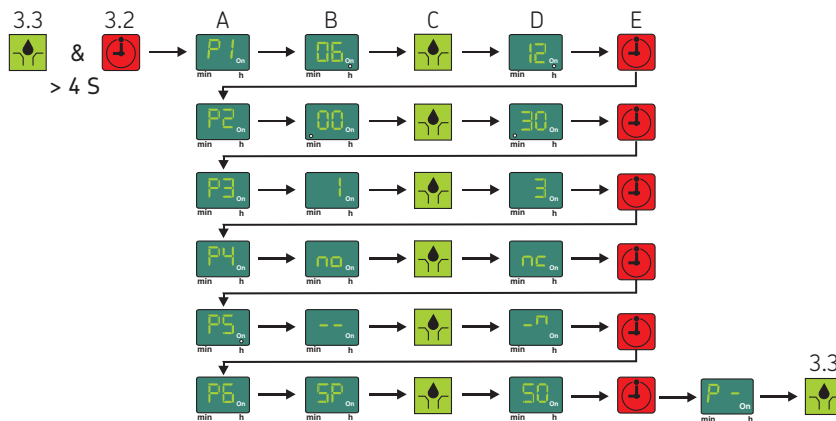 3.3 3.2 A B C D E
& P1 On 06 On 12 On
> 4 S min h min h min h
P2 On 00 On 30 On
min h min h min h
P3 On 1 On 3 On
min h min h min h
P4 On no On nc On
min h min h min h
P5 On -- On -n On
min h min h min h
3.3
P6 On SP On SO On P - On
min h min h min h min h